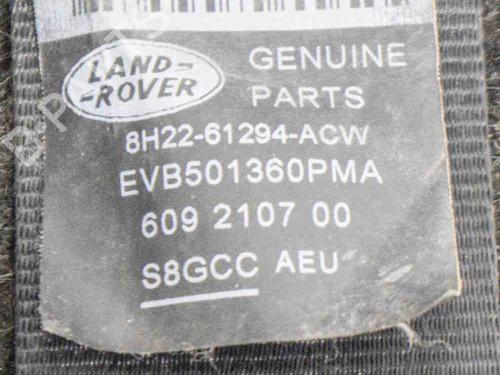 LAND-
-ROVER
GENUINE
PARTS
8H22-61294-ACW
EVB501360PMA
609 2107 00
S8GCC AEU